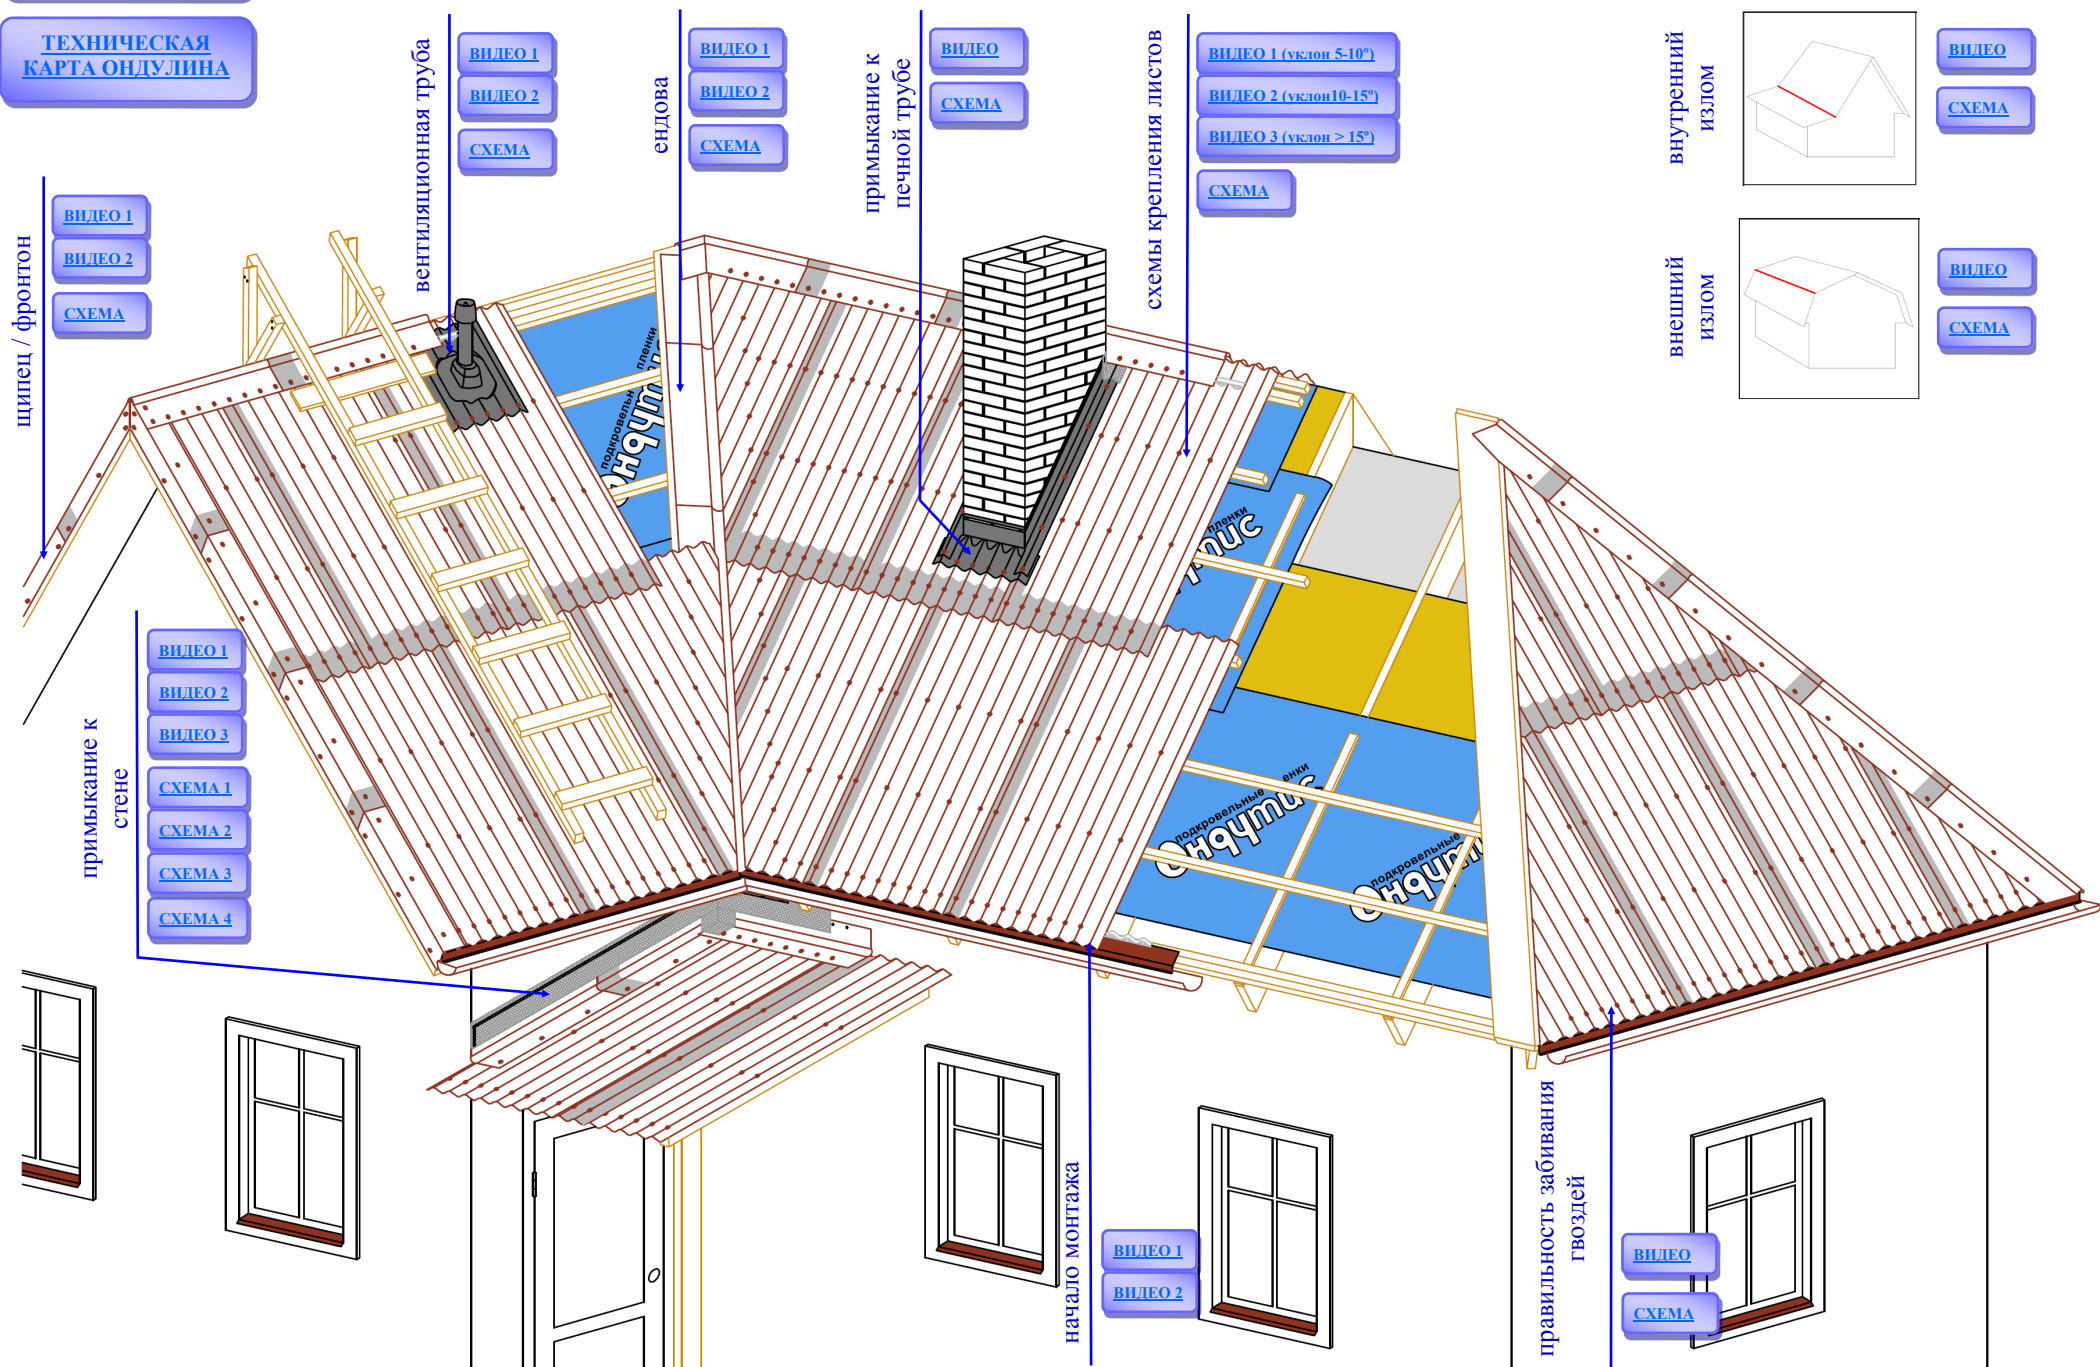 ТЕХНИЧЕСКАЯ
КАРТА ОНДУЛИНА
щипец / фронтон
ВИДЕО 1
ВИДЕО 2
СХЕМА
вентиляционная труба
ВИДЕО 1
ВИДЕО 2
СХЕМА
ендова
ВИДЕО 1
ВИДЕО 2
СХЕМА
примыкание к
печной трубе
ВИДЕО
СХЕМА
схемы крепления листов
ВИДЕО 1 (уклон 5-10º)
ВИДЕО 2 (уклон10-15º)
ВИДЕО 3 (уклон > 15º)
СХЕМА
внутренний
излом
ВИДЕО
СХЕМА
внешний
излом
ВИДЕО
СХЕМА
примыкание к
стене
ВИДЕО 1
ВИДЕО 2
ВИДЕО 3
СХЕМА 1
СХЕМА 2
СХЕМА 3
СХЕМА 4
подкровельн пленки
пленки
подкровельные енки
Ондутис
подкровельные
начало монтажа
ВИДЕО 1
ВИДЕО 2
правильность забивания
гвоздей
ВИДЕО
СХЕМА